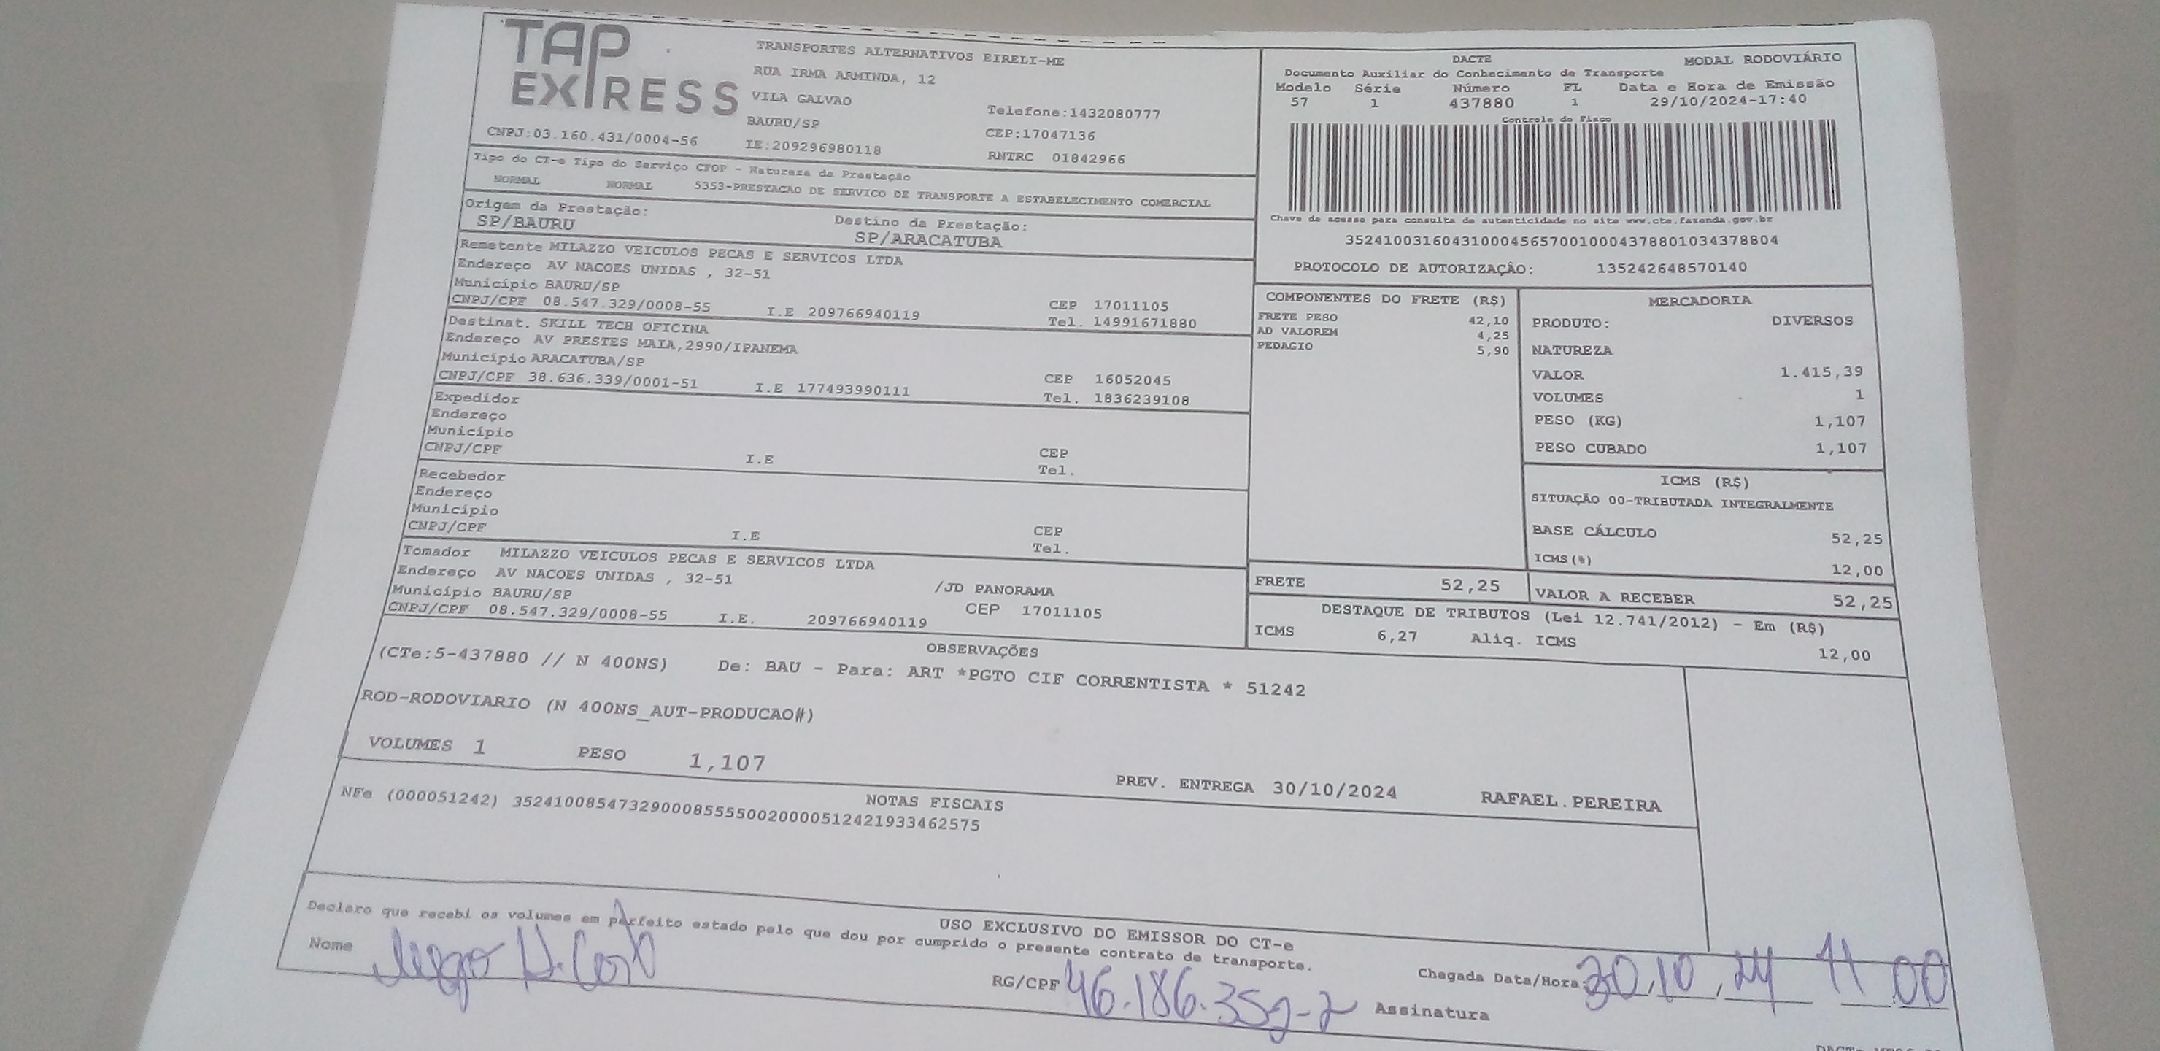 TAP EXPRESS
TRANSPORTES ALTERNATIVOS EIRELI-ME
RUA IRMA ARMINDA, 12
VILA GALVAO
BAURU/SP
Telefone:1432080777
CEP:17047136
CNPJ:03.160.431/0004-56
IE:209296980118
RNTRC 01842966
DACTE
MODAL RODOVIÁRIO
Documento Auxiliar do Conhecimento de Transporte
Modelo Série Número FL Data e Hora de Emissão
57 1 437880 1 29/10/2024-17:40
Controle do Fisco
Tipo do CT-e Tipo do Serviço CFOP - Natureza da Prestação
NORMAL NORMAL 5353-PRESTACAO DE SERVICO DE TRANSPORTE A ESTABELECIMENTO COMERCIAL
Chave de acesso para consulta de autenticidade no site www.cte.fazenda.gov.br
35241003160431000456570010004378801034378804
PROTOCOLO DE AUTORIZAÇÃO: 135242648570140
Origem da Prestação: Destino da Prestação:
SP/BAURU SP/ARACATUBA
Remetente MILAZZO VEICULOS PECAS E SERVICOS LTDA
Endereço AV NACOES UNIDAS , 32-51
Município BAURU/SP CEP 17011105
CNPJ/CPF 08.547.329/0008-55 I.E 209766940119 Tel. 14991671880
Destinat. SKILL TECH OFICINA
Endereço AV PRESTES MAIA,2990/IPANEMA
Município ARACATUBA/SP CEP 16052045
CNPJ/CPF 38.636.339/0001-51 I.E 177493990111 Tel. 1836239108
Expedidor
Endereço
Município CEP
CNPJ/CPF I.E Tel.
Recebedor
Endereço
Município CEP
CNPJ/CPF I.E Tel.
Tomador MILAZZO VEICULOS PECAS E SERVICOS LTDA
Endereço AV NACOES UNIDAS , 32-51 /JD PANORAMA
Município BAURU/SP CEP 17011105
CNPJ/CPF 08.547.329/0008-55 I.E. 209766940119
COMPONENTES DO FRETE (R$)
FRETE PESO 42,10
AD VALOREM 4,25
PEDAGIO 5,90
MERCADORIA
PRODUTO: DIVERSOS
NATUREZA
VALOR 1.415,39
VOLUMES 1
PESO (KG) 1,107
PESO CUBADO 1,107
ICMS (R$)
SITUAÇÃO 00-TRIBUTADA INTEGRALMENTE
BASE CÁLCULO 52,25
ICMS(%) 12,00
FRETE 52,25 VALOR A RECEBER 52,25
DESTAQUE DE TRIBUTOS (Lei 12.741/2012) - Em (R$)
ICMS 6,27 Aliq. ICMS 12,00
OBSERVAÇÕES
(CTe:5-437880 // N 400NS) De: BAU - Para: ART *PGTO CIF CORRENTISTA * 51242
ROD-RODOVIARIO (N 400NS_AUT-PRODUCAO#)
VOLUMES 1 PESO 1,107 PREV. ENTREGA 30/10/2024 RAFAEL.PEREIRA
NOTAS FISCAIS
NFe (000051242) 35241008547329000855550020000512421933462575
USO EXCLUSIVO DO EMISSOR DO CT-e
Declaro que recebi os volumes em perfeito estado pelo que dou por cumprido o presente contrato de transporte.
Nome RG/CPF 46.186.352-2 Assinatura Chegada Data/Hora: 30.10.24 11 00